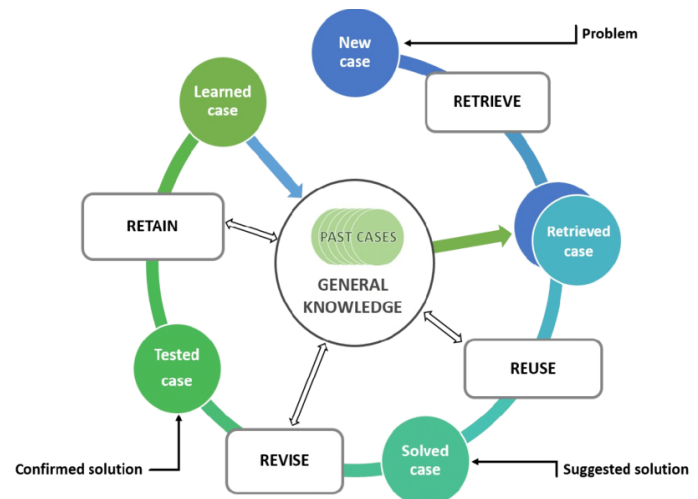 New
case
Problem
RETRIEVE
Learned
case
RETAIN
PAST CASES
GENERAL
KNOWLEDGE
Retrieved
case
REUSE
Tested
case
REVISE
Solved
case
Confirmed solution
Suggested solution